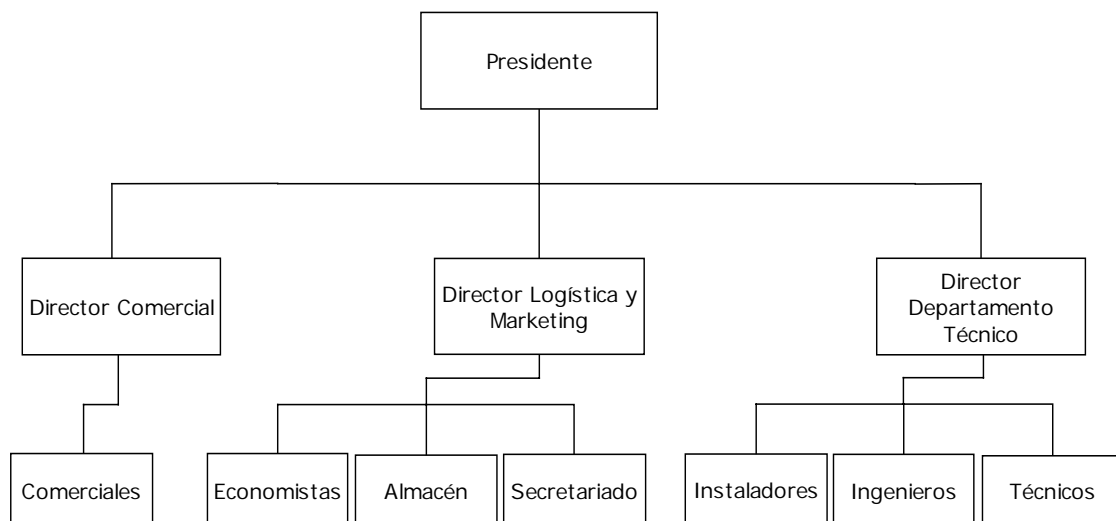 Presidente
Director Comercial
Director Logística y
Marketing
Director
Departamento
Técnico
Comerciales
Economistas
Almacén
Secretariado
Instaladores
Ingenieros
Técnicos